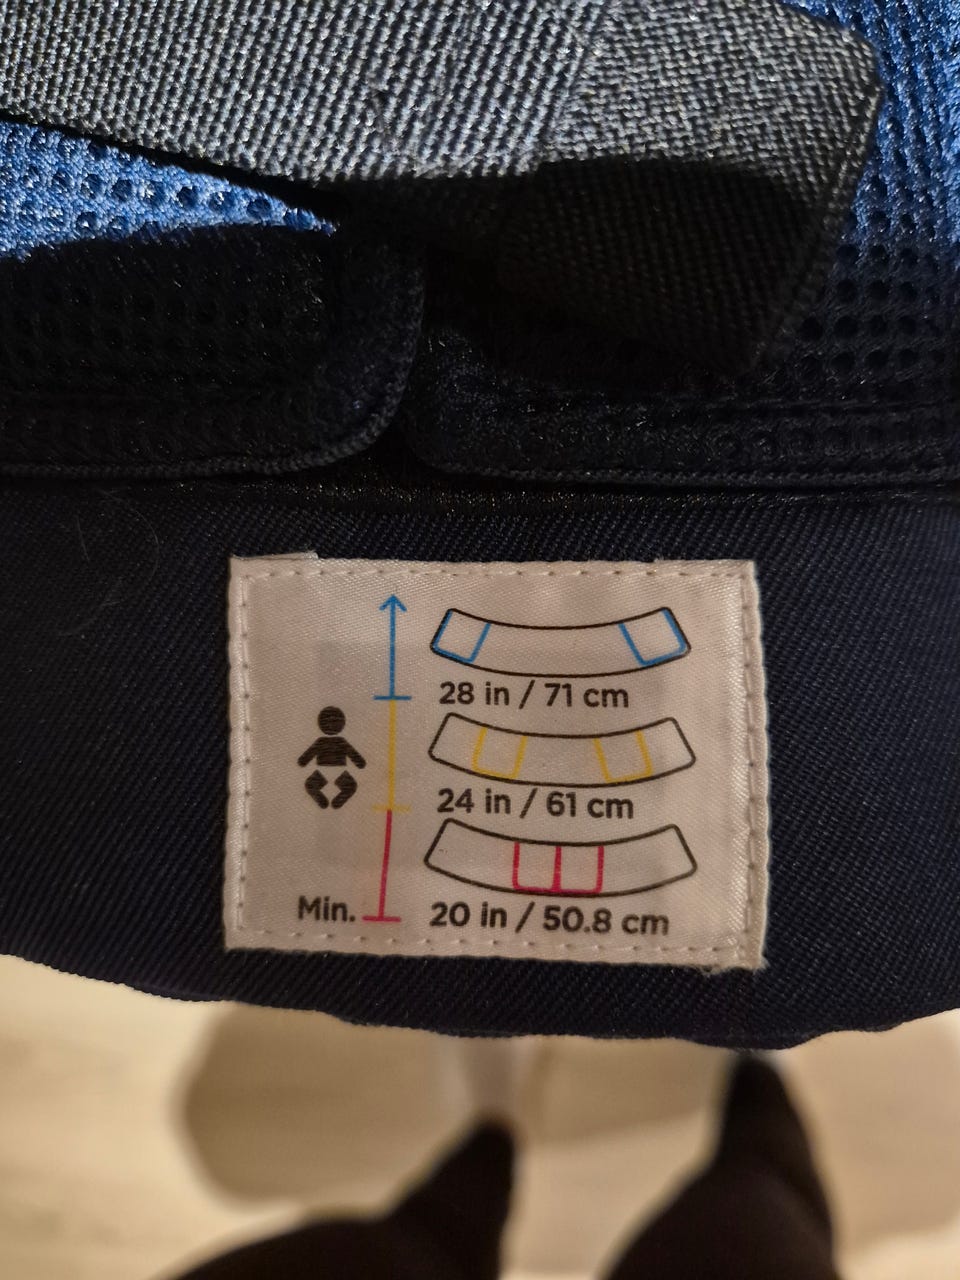 28 in / 71 cm
24 in / 61 cm
Min. 20 in / 50.8 cm